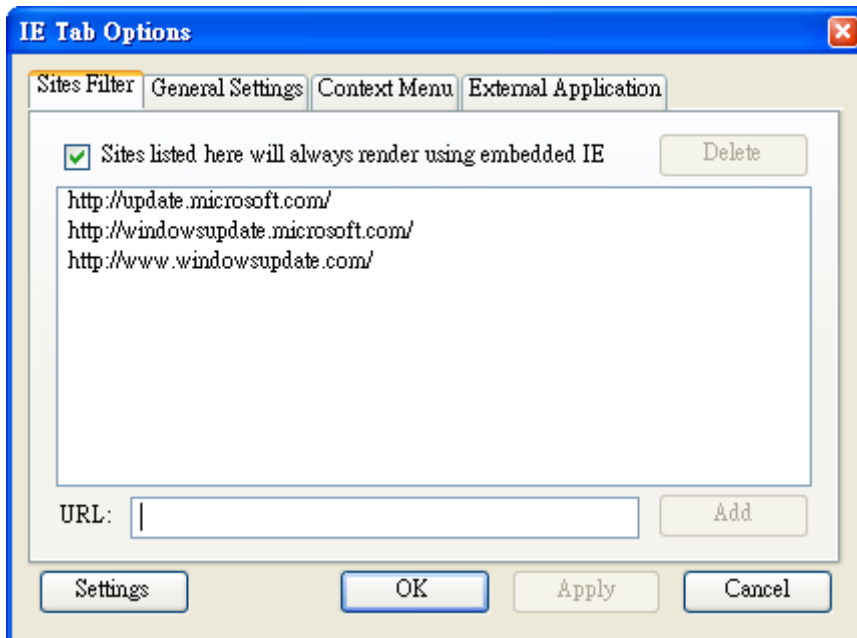 IE Tab Options
Sites Filter
General Settings
Context Menu
External Application
Sites listed here will always render using embedded IE
Delete
http://update.microsoft.com/
http://windowsupdate.microsoft.com/
http://www.windowsupdate.com/
URL:
Add
Settings
OK
Apply
Cancel